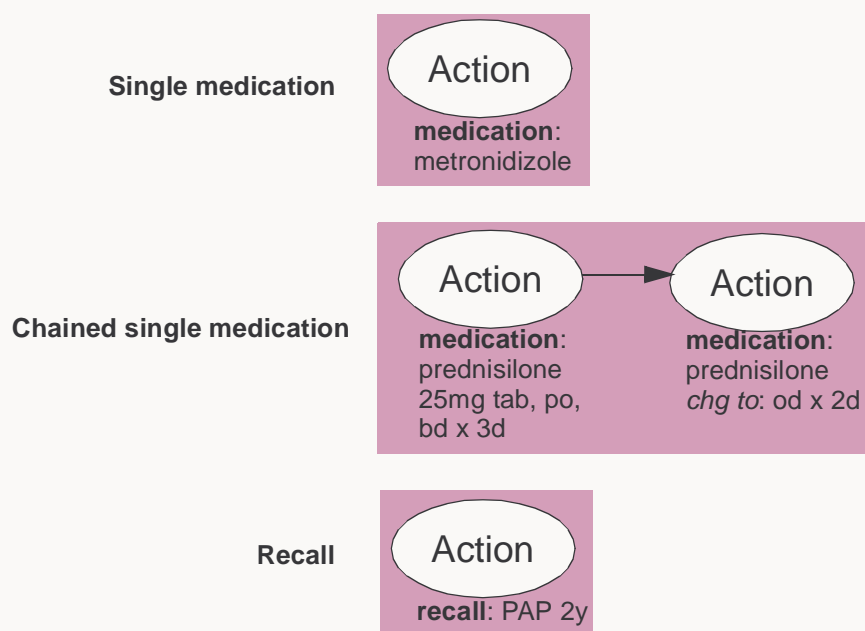 Single medication
Action
medication:
metronidizole
Chained single medication
Action
medication:
prednisilone
25mg tab, po,
bd x 3d
Action
medication:
prednisilone
chg to: od x 2d
Recall
Action
recall: PAP 2y